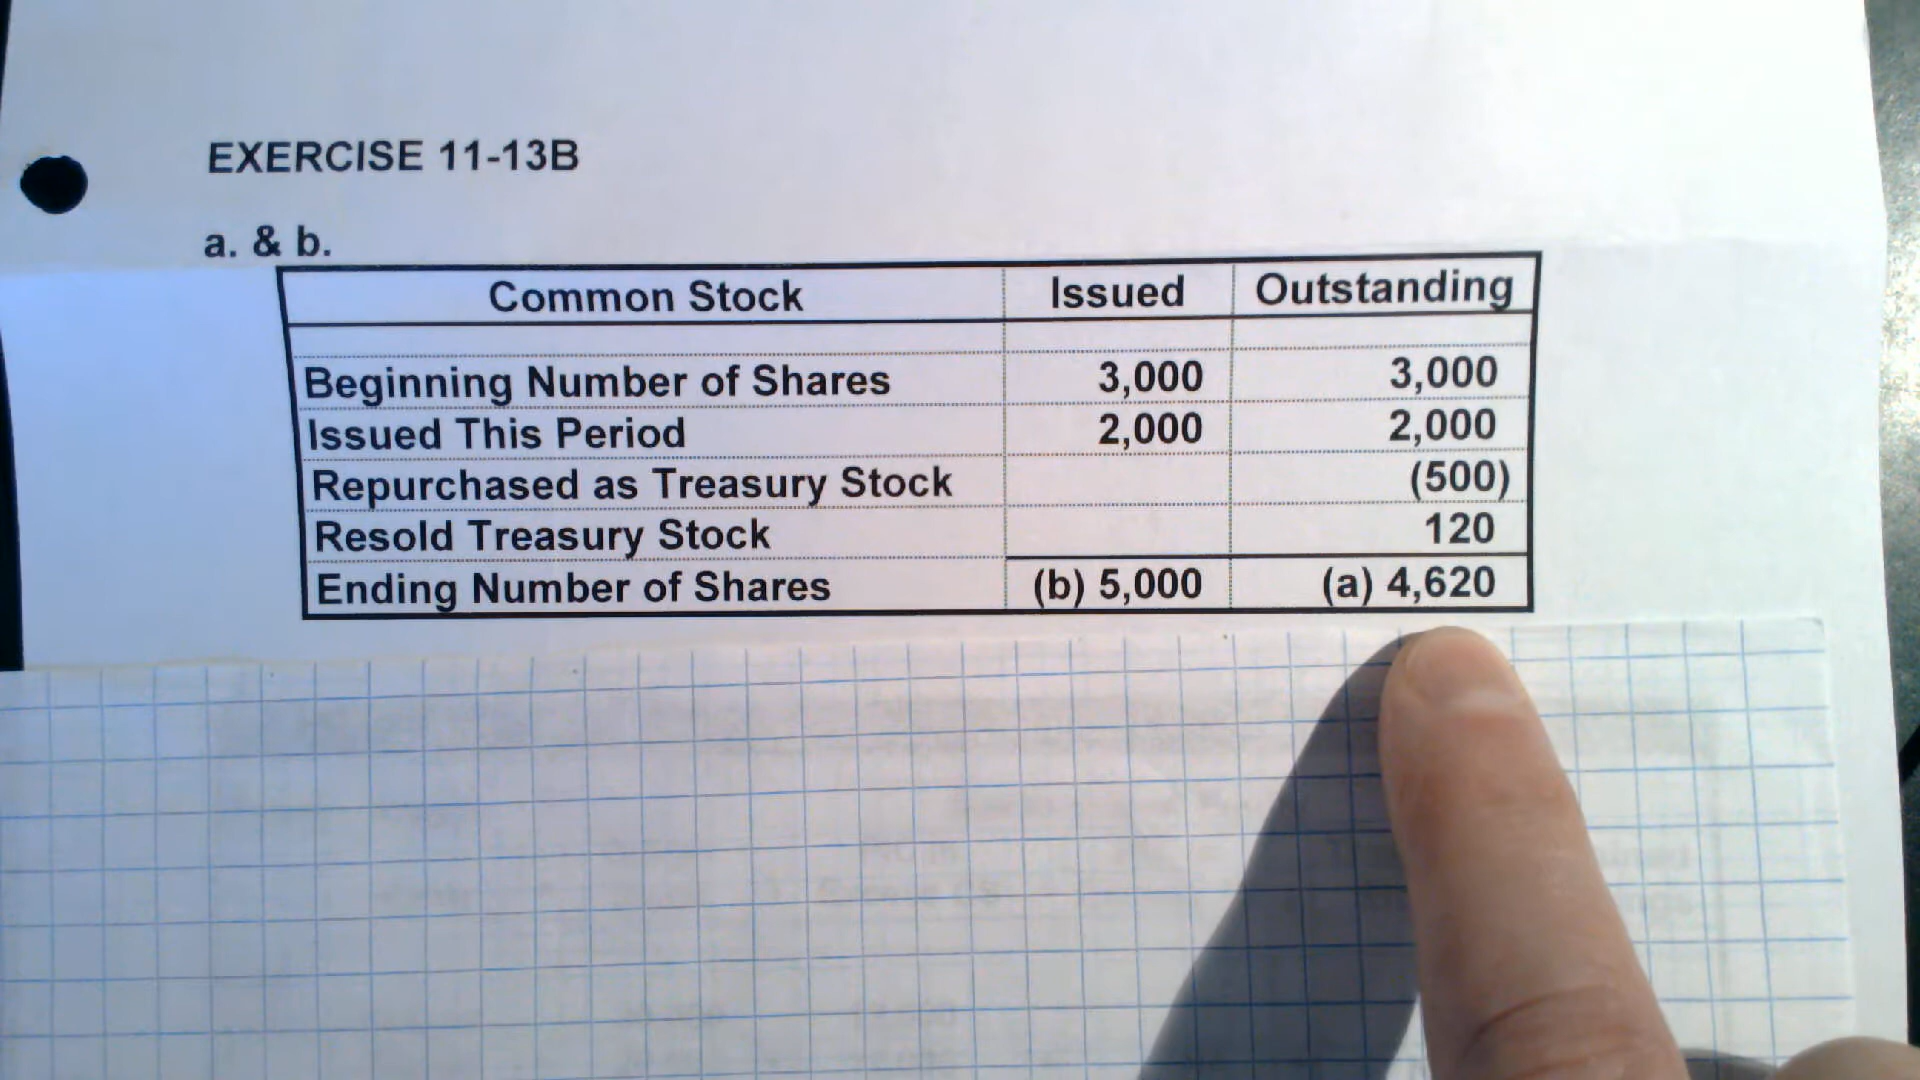 EXERCISE 11-13B
a. & b.
Common Stock Issued Outstanding
Beginning Number of Shares 3,000 3,000
Issued This Period 2,000 2,000
Repurchased as Treasury Stock (500)
Resold Treasury Stock 120
Ending Number of Shares (b) 5,000 (a) 4,620